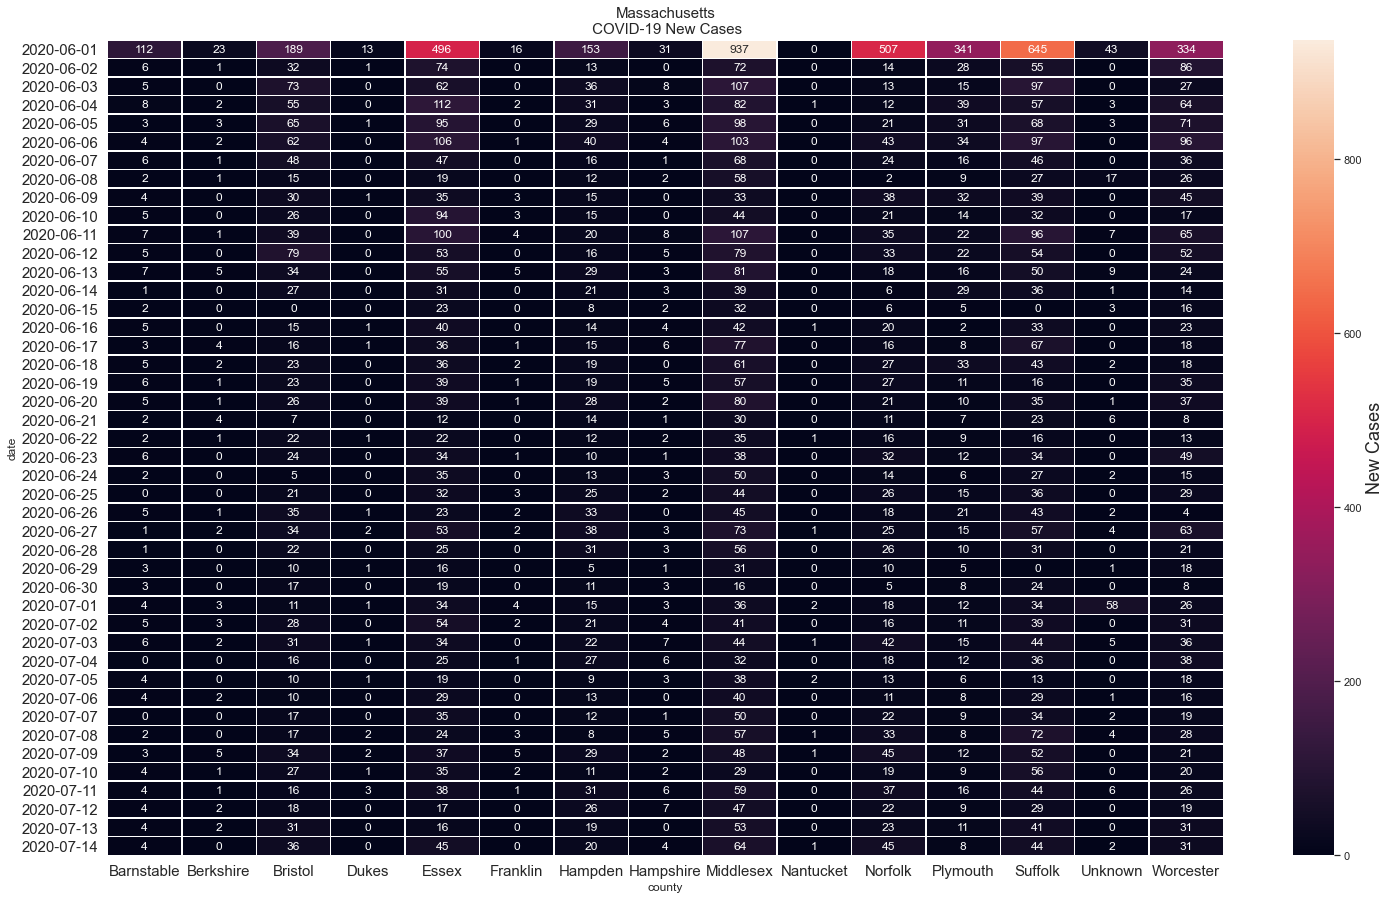 Massachusetts
COVID-19 New Cases
2020-06-01 112 23 189 13 496 16 153 31 937 0 507 341 645 43 334
2020-06-02 6 1 32 1 74 0 13 0 72 0 14 28 55 0 86
2020-06-03 5 0 73 0 62 0 36 8 107 0 13 15 97 0 27
2020-06-04 8 2 55 0 112 2 31 3 82 1 12 39 57 3 64
2020-06-05 3 3 65 1 95 0 29 6 98 0 21 31 68 3 71
2020-06-06 4 2 62 0 106 1 40 4 103 0 43 34 97 0 96
2020-06-07 6 1 48 0 47 0 16 1 68 0 24 16 46 0 36
2020-06-08 2 1 15 0 19 0 12 2 58 0 2 9 27 17 26
2020-06-09 4 0 30 1 35 3 15 0 33 0 38 32 39 0 45
2020-06-10 5 0 26 0 94 3 15 0 44 0 21 14 32 0 17
2020-06-11 7 1 39 0 100 4 20 8 107 0 35 22 96 7 65
2020-06-12 5 0 79 0 53 0 16 5 79 0 33 22 54 0 52
2020-06-13 7 5 34 0 55 5 29 3 81 0 18 16 50 9 24
2020-06-14 1 0 27 0 31 0 21 3 39 0 6 29 36 1 14
2020-06-15 2 0 0 0 23 0 8 2 32 0 6 5 0 3 16
2020-06-16 5 0 15 1 40 0 14 4 42 1 20 2 33 0 23
2020-06-17 3 4 16 1 36 1 15 6 77 0 16 8 67 0 18
2020-06-18 5 2 23 0 36 2 19 0 61 0 27 33 43 2 18
2020-06-19 6 1 23 0 39 1 19 5 57 0 27 11 16 0 35
2020-06-20 5 1 26 0 39 1 28 2 80 0 21 10 35 1 37
2020-06-21 2 4 7 0 12 0 14 1 30 0 11 7 23 6 8
2020-06-22 2 1 22 1 22 0 12 2 35 1 16 9 16 0 13
2020-06-23 6 0 24 0 34 1 10 1 38 0 32 12 34 0 49
2020-06-24 2 0 5 0 35 0 13 3 50 0 14 6 27 2 15
2020-06-25 0 0 21 0 32 3 25 2 44 0 26 15 36 0 29
2020-06-26 5 1 35 1 23 2 33 0 45 0 18 21 43 2 4
2020-06-27 1 2 34 2 53 2 38 3 73 1 25 15 57 4 63
2020-06-28 1 0 22 0 25 0 31 3 56 0 26 10 31 0 21
2020-06-29 3 0 10 1 16 0 5 1 31 0 10 5 0 1 18
2020-06-30 3 0 17 0 19 0 11 3 16 0 5 8 24 0 8
2020-07-01 4 3 11 1 34 4 15 3 36 2 18 12 34 58 26
2020-07-02 5 3 28 0 54 2 21 4 41 0 16 11 39 0 31
2020-07-03 6 2 31 1 34 0 22 7 44 1 42 15 44 5 36
2020-07-04 0 0 16 0 25 1 27 6 32 0 18 12 36 0 38
2020-07-05 4 0 10 1 19 0 9 3 38 2 13 6 13 0 18
2020-07-06 4 2 10 0 29 0 13 0 40 0 11 8 29 1 16
2020-07-07 0 0 17 0 35 0 12 1 50 0 22 9 34 2 19
2020-07-08 2 0 17 2 24 3 8 5 57 1 33 8 72 4 28
2020-07-09 3 5 34 2 37 5 29 2 48 1 45 12 52 0 21
2020-07-10 4 1 27 1 35 2 11 2 29 0 19 9 56 0 20
2020-07-11 4 1 16 3 38 1 31 6 59 0 37 16 44 6 26
2020-07-12 4 2 18 0 17 0 26 7 47 0 22 9 29 0 19
2020-07-13 4 2 31 0 16 0 19 0 53 0 23 11 41 0 31
2020-07-14 4 0 36 0 45 0 20 4 64 1 45 8 44 2 31
Barnstable Berkshire Bristol Dukes Essex Franklin Hampden Hampshire Middlesex Nantucket Norfolk Plymouth Suffolk Unknown Worcester
county
date
800
600
400
200
0
New Cases